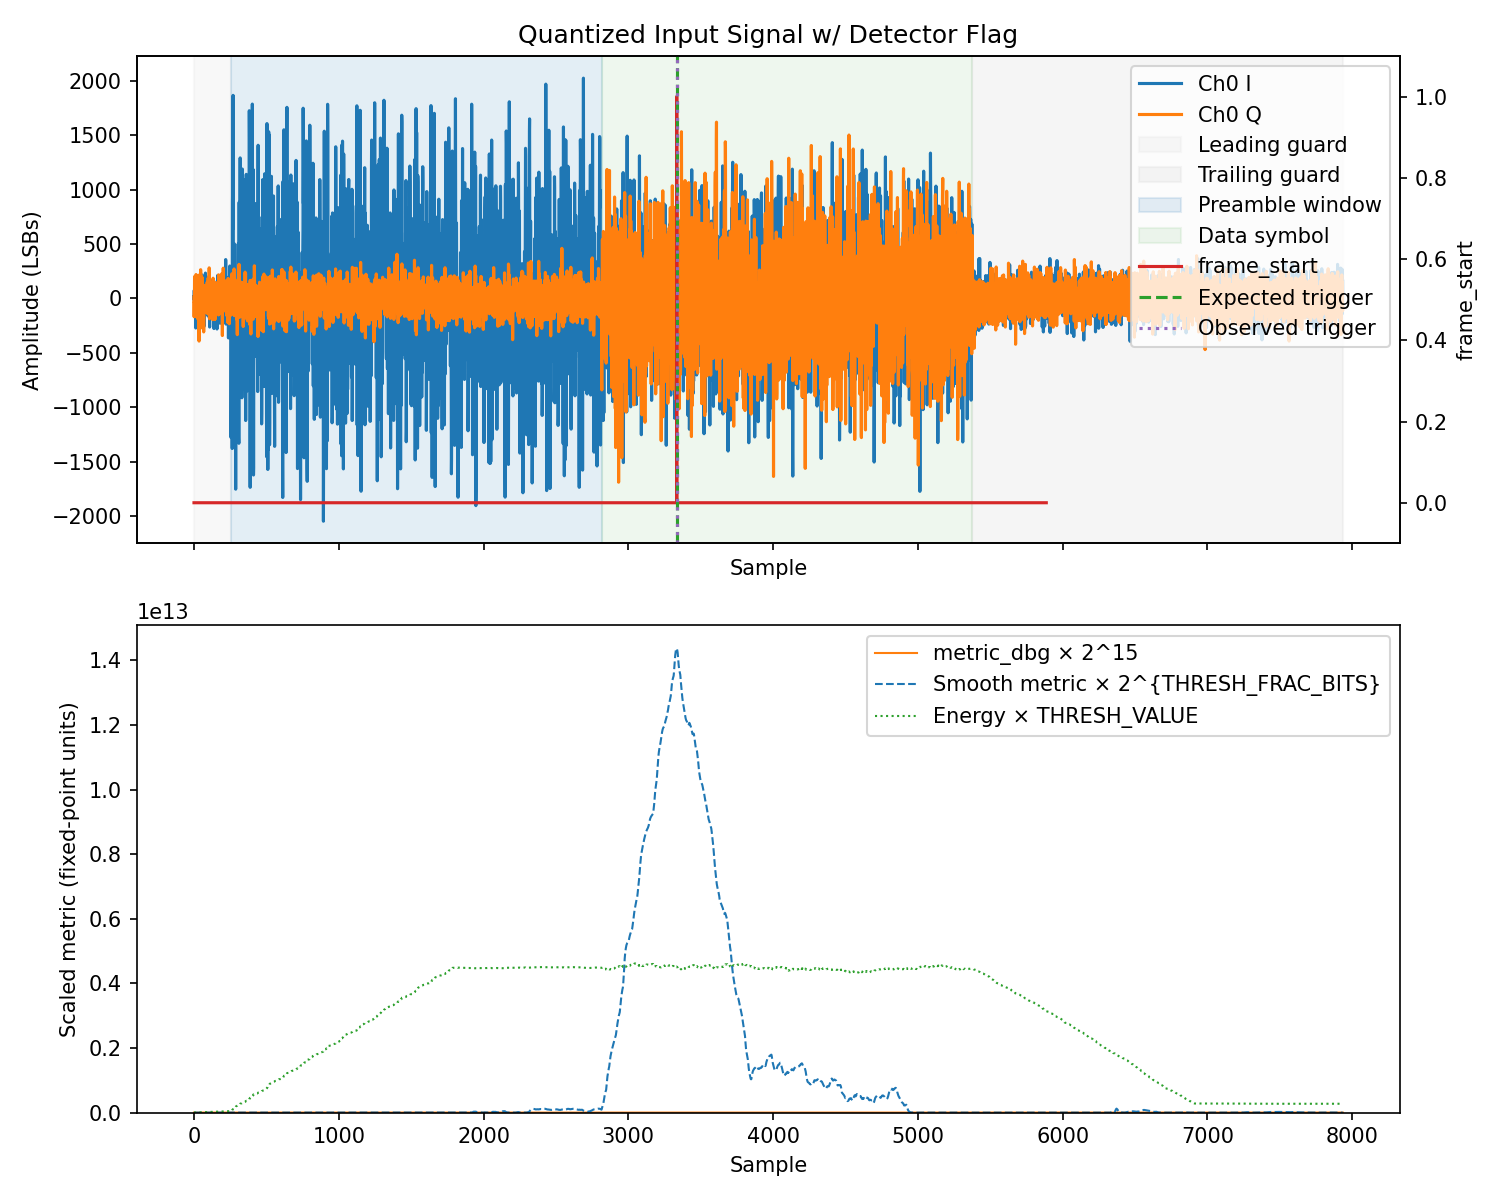 Quantized Input Signal w/ Detector Flag
2000
1500
1000
500
0
−500
−1000
−1500
−2000
Amplitude (LSBs)
Ch0 I
Ch0 Q
Leading guard
Trailing guard
Preamble window
Data symbol
frame_start
Expected trigger
Observed trigger
1.0
0.8
0.6
0.4
0.2
0.0
frame_start
Sample
1e13
1.4
1.2
1.0
0.8
0.6
0.4
0.2
0.0
Scaled metric (fixed-point units)
metric_dbg × 2^15
Smooth metric × 2^{THRESH_FRAC_BITS}
Energy × THRESH_VALUE
0 1000 2000 3000 4000 5000 6000 7000 8000
Sample